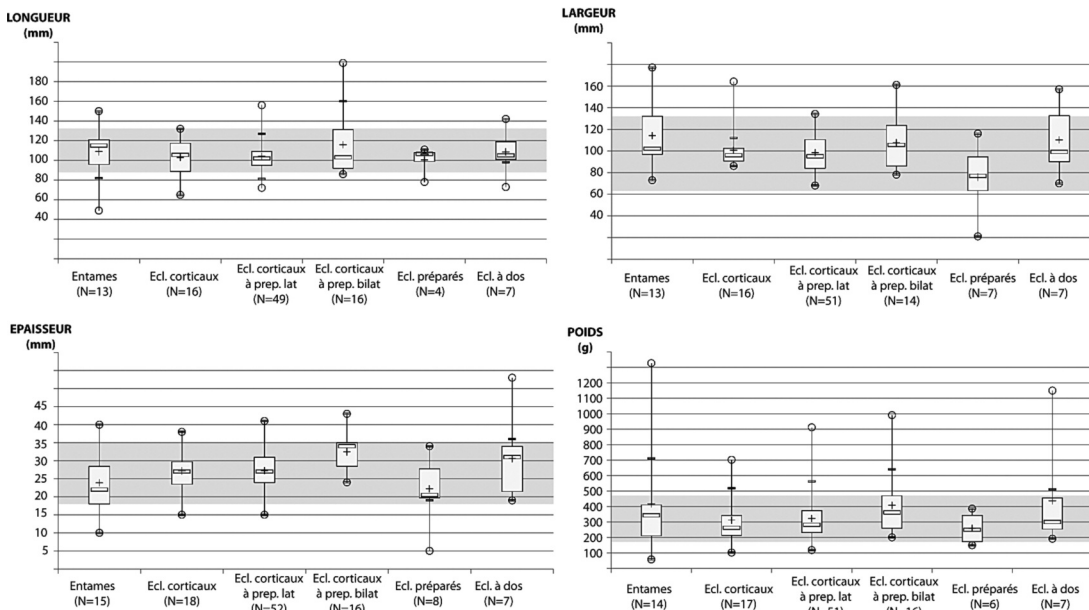 LONGUEUR
(mm)
180
160
140
120
100
80
60
40
Entames
(N=13)
Ecl. corticaux
(N=16)
Ecl. corticaux
à prep. lat
(N=49)
Ecl. corticaux
à prep. bilat
(N=16)
Ecl. préparés
(N=4)
Ecl. à dos
(N=7)
LARGEUR
(mm)
160
140
120
100
80
60
40
Entames
(N=13)
Ecl. corticaux
(N=16)
Ecl. corticaux
à prep. lat
(N=51)
Ecl. corticaux
à prep. bilat
(N=14)
Ecl. préparés
(N=7)
Ecl. à dos
(N=7)
EPAISSEUR
(mm)
45
40
35
30
25
20
15
10
5
Entames
(N=15)
Ecl. corticaux
(N=18)
Ecl. corticaux
à prep. lat
(N=52)
Ecl. corticaux
à prep. bilat
(N=16)
Ecl. préparés
(N=8)
Ecl. à dos
(N=7)
POIDS
(g)
1200
1100
1000
900
800
700
600
500
400
300
200
100
Entames
(N=14)
Ecl. corticaux
(N=17)
Ecl. corticaux
à prep. lat
(N=51)
Ecl. corticaux
à prep. bilat
(N=16)
Ecl. préparés
(N=6)
Ecl. à dos
(N=7)